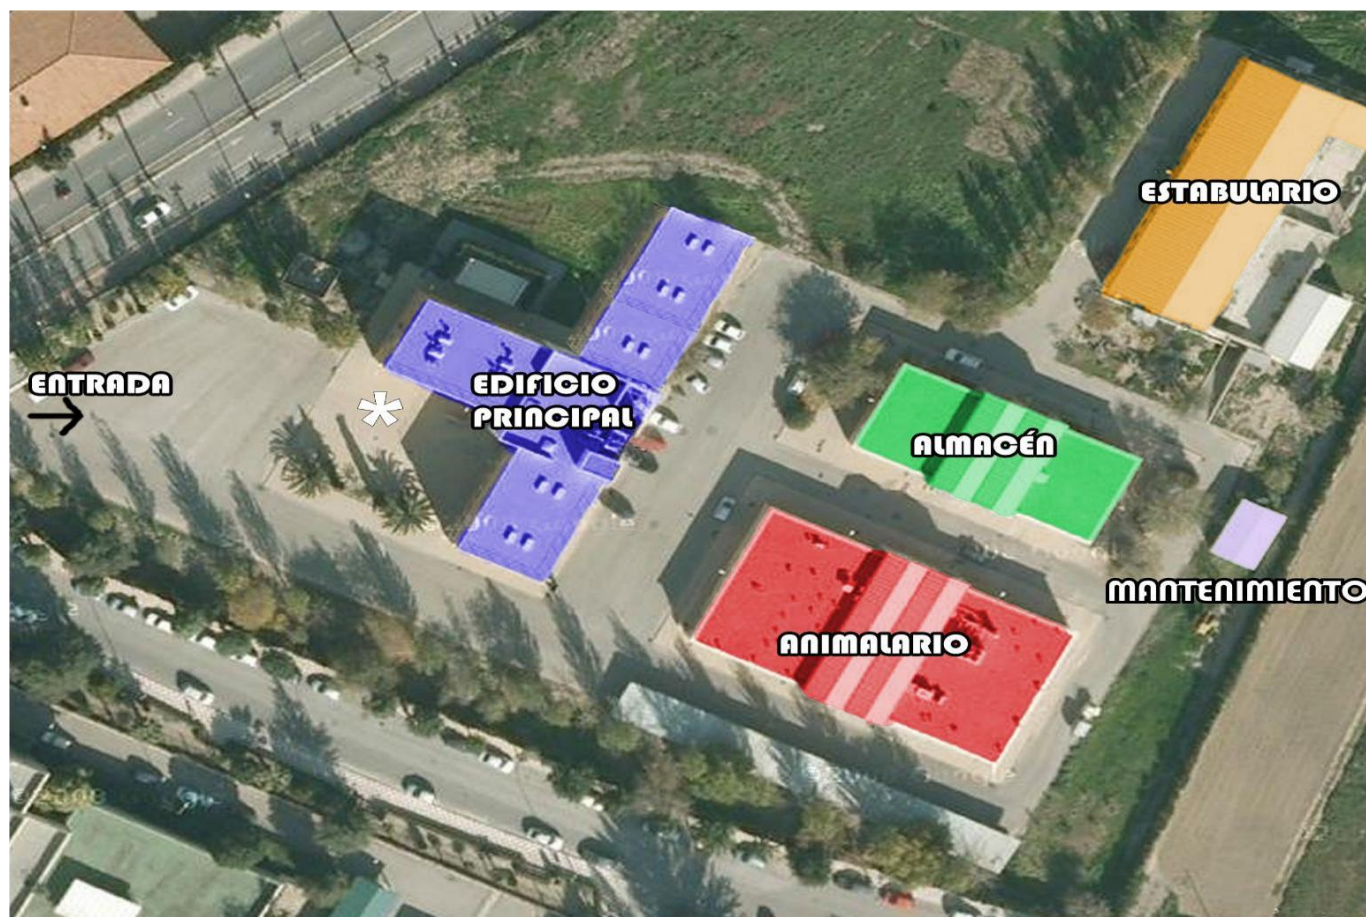 ESTABULARIO
ENTRADA
EDIFICIO
PRINCIPAL
ALMACÉN
MANTENIMIENTO
ANIMALARIO